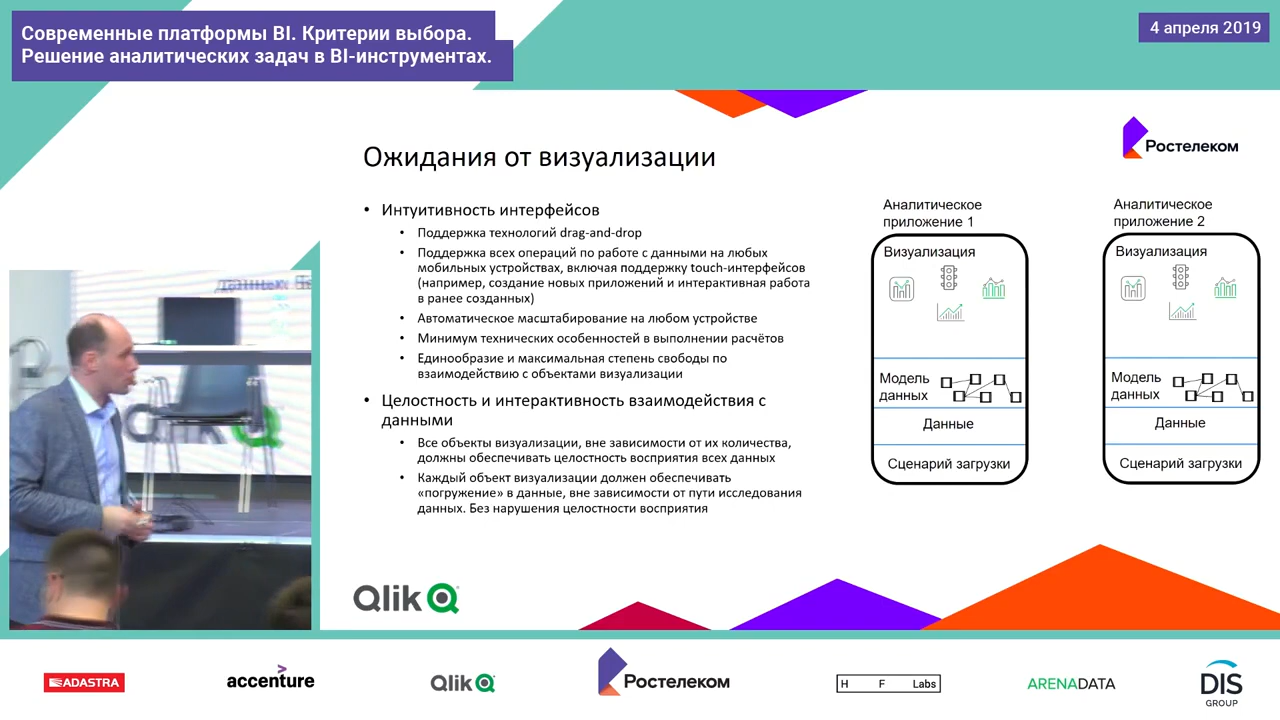 Современные платформы BI. Критерии выбора.
Решение аналитических задач в BI-инструментах.
4 апреля 2019
Ростелеком
Ожидания от визуализации
• Интуитивность интерфейсов
• Поддержка технологий drag-and-drop
• Поддержка всех операций по работе с данными на любых
мобильных устройствах, включая поддержку touch-интерфейсов
(например, создание новых приложений и интерактивная работа
в ранее созданных)
• Автоматическое масштабирование на любом устройстве
• Минимум технических особенностей в выполнении расчётов
• Единообразие и максимальная степень свободы по
взаимодействию с объектами визуализации
• Целостность и интерактивность взаимодействия с
данными
• Все объекты визуализации, вне зависимости от их количества,
должны обеспечивать целостность восприятия всех данных
• Каждый объект визуализации должен обеспечивать
«погружение» в данные, вне зависимости от пути исследования
данных. Без нарушения целостности восприятия
Аналитическое
приложение 1
Визуализация
Модель
данных
Данные
Сценарий загрузки
Аналитическое
приложение 2
Визуализация
Модель
данных
Данные
Сценарий загрузки
Qlik
Qlik
ADASTRA
accenture
Qlik
Ростелеком
H F Labs
ARENADATA
DIS
GROUP